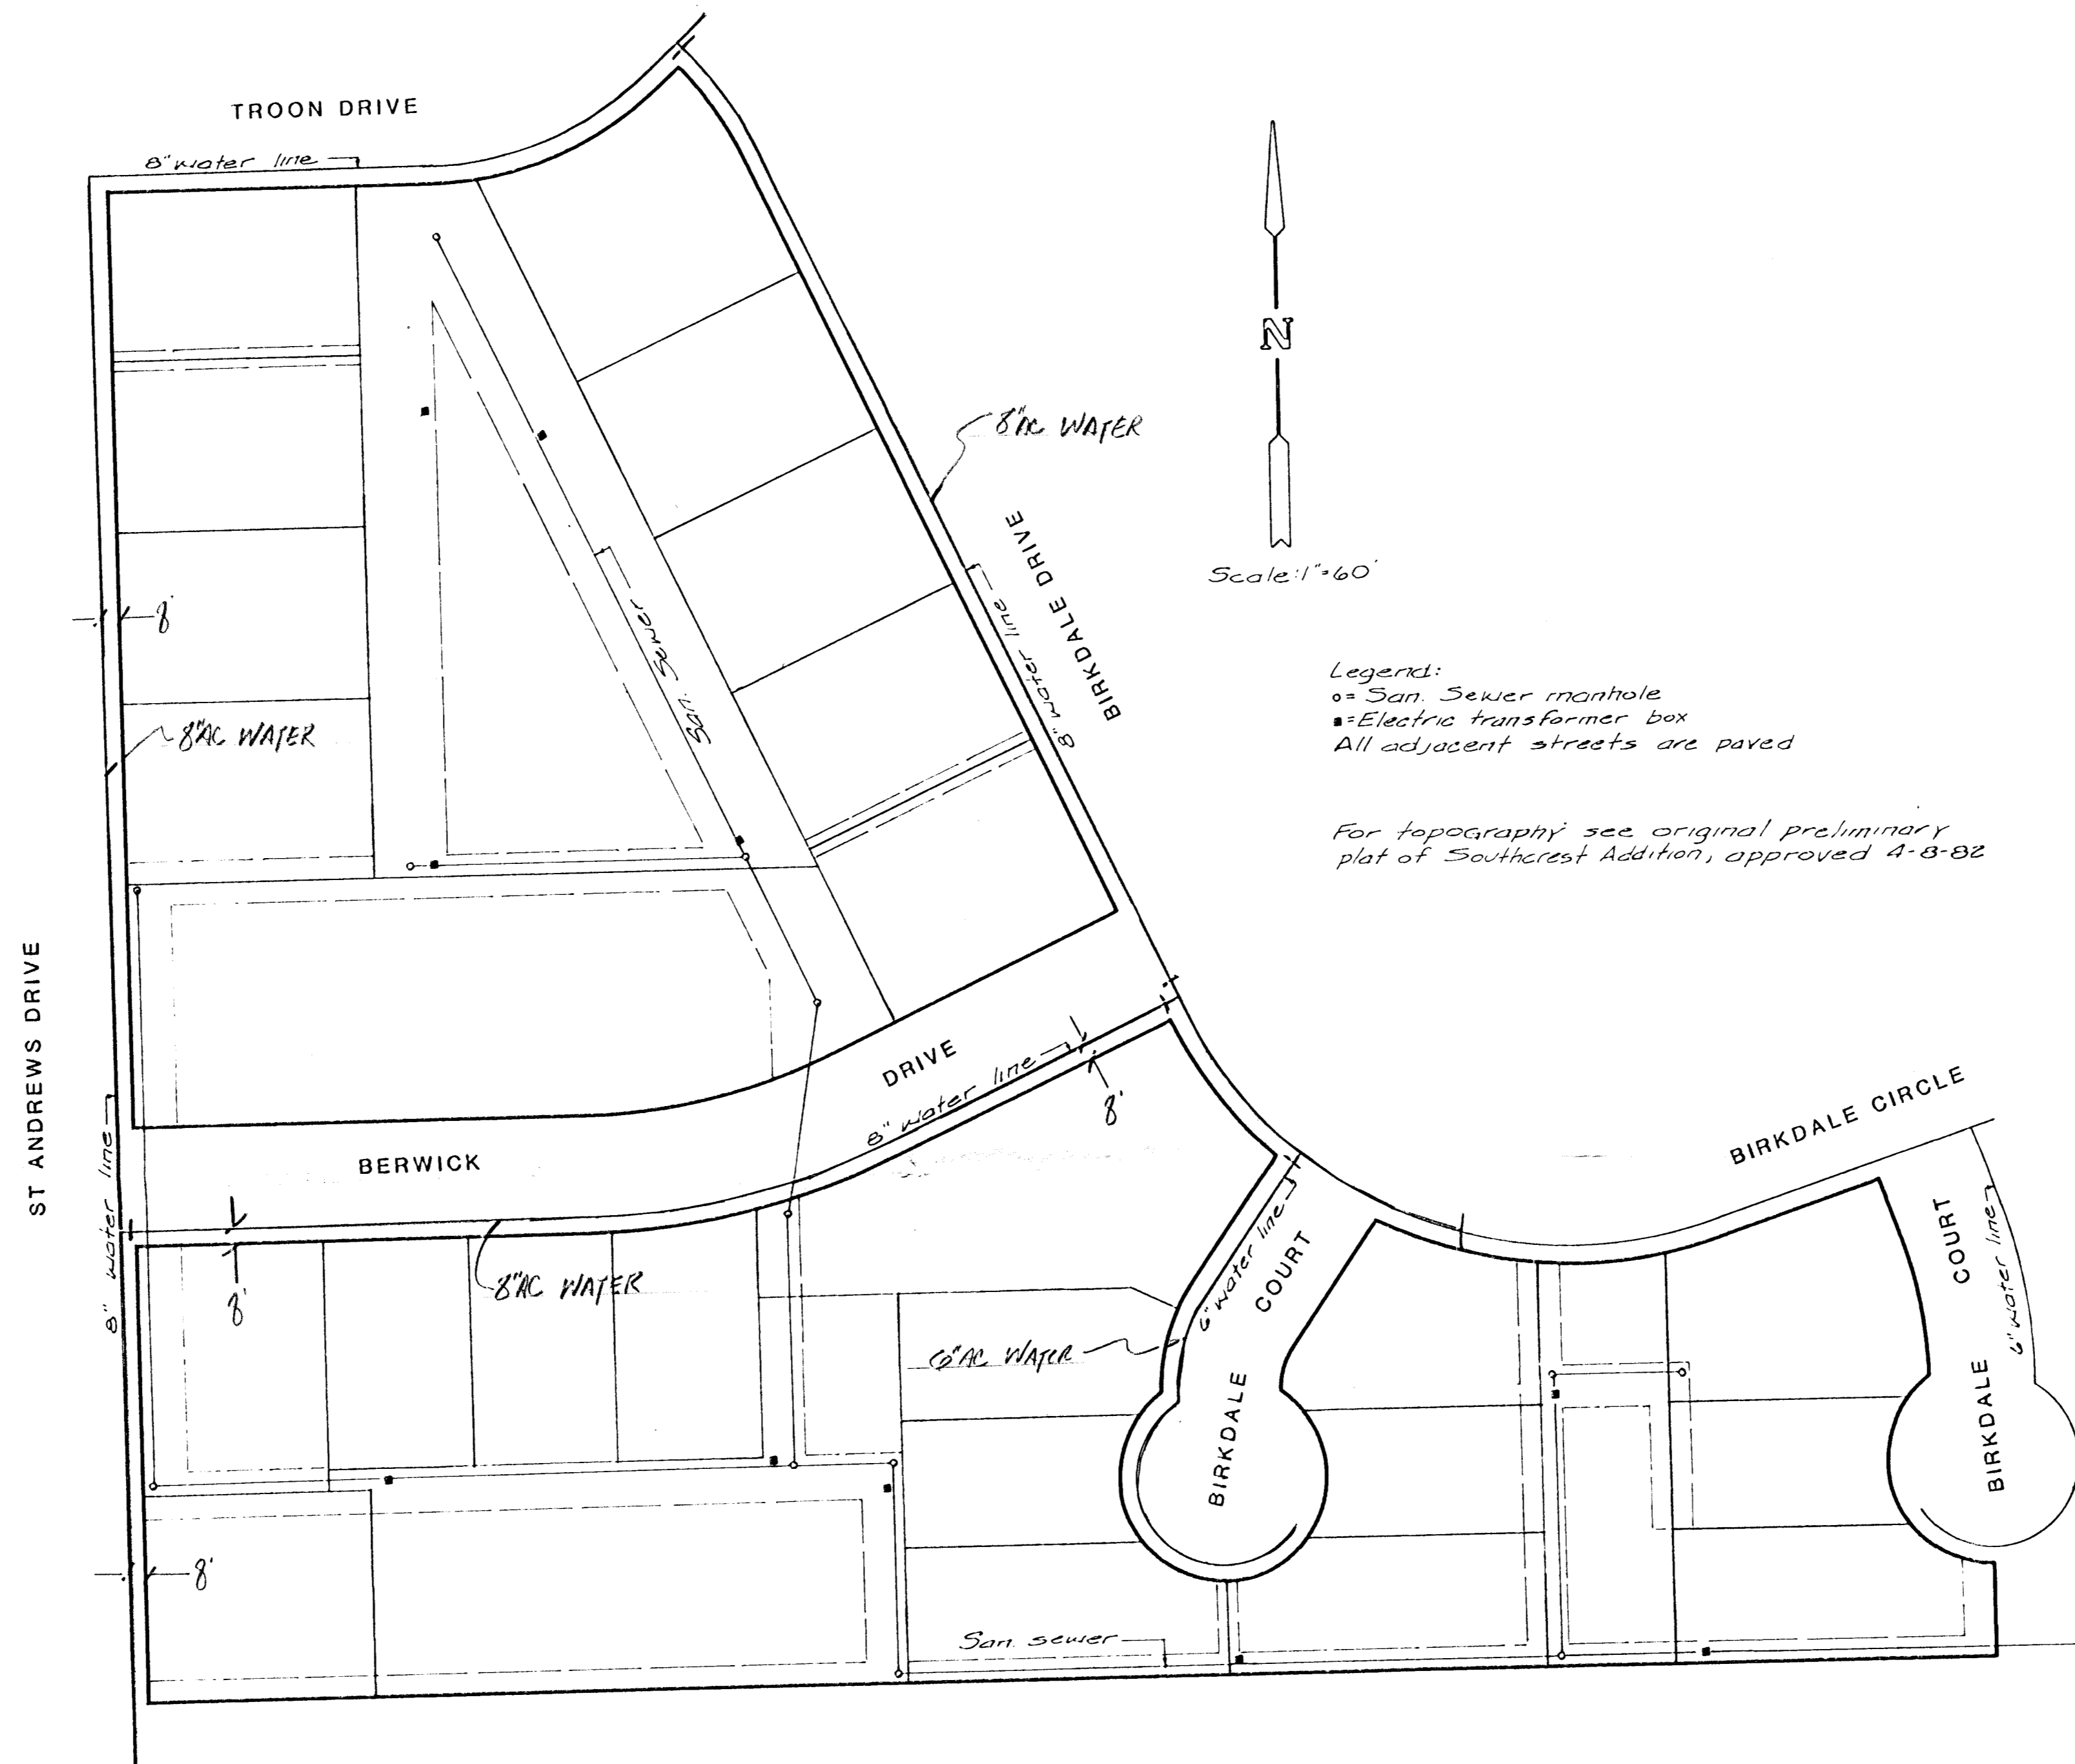 TROON DRIVE
8" water line
8" AC WATER
BIRKDALE DRIVE
8" water line
N
Scale: 1"=60'
San. Sewer
8'
8" AC WATER
Legend:
o= San. Sewer manhole
▪=Electric transformer box
All adjacent streets are paved
For topography see original preliminary
plat of Southcrest Addition, approved 4-8-82
ST ANDREWS DRIVE
8" water line
BERWICK DRIVE
8" water line
8'
8'
8" AC WATER
BIRKDALE CIRCLE
6" water line
BIRKDALE COURT
6" AC WATER
BIRKDALE COURT
6" water line
8'
San. sewer